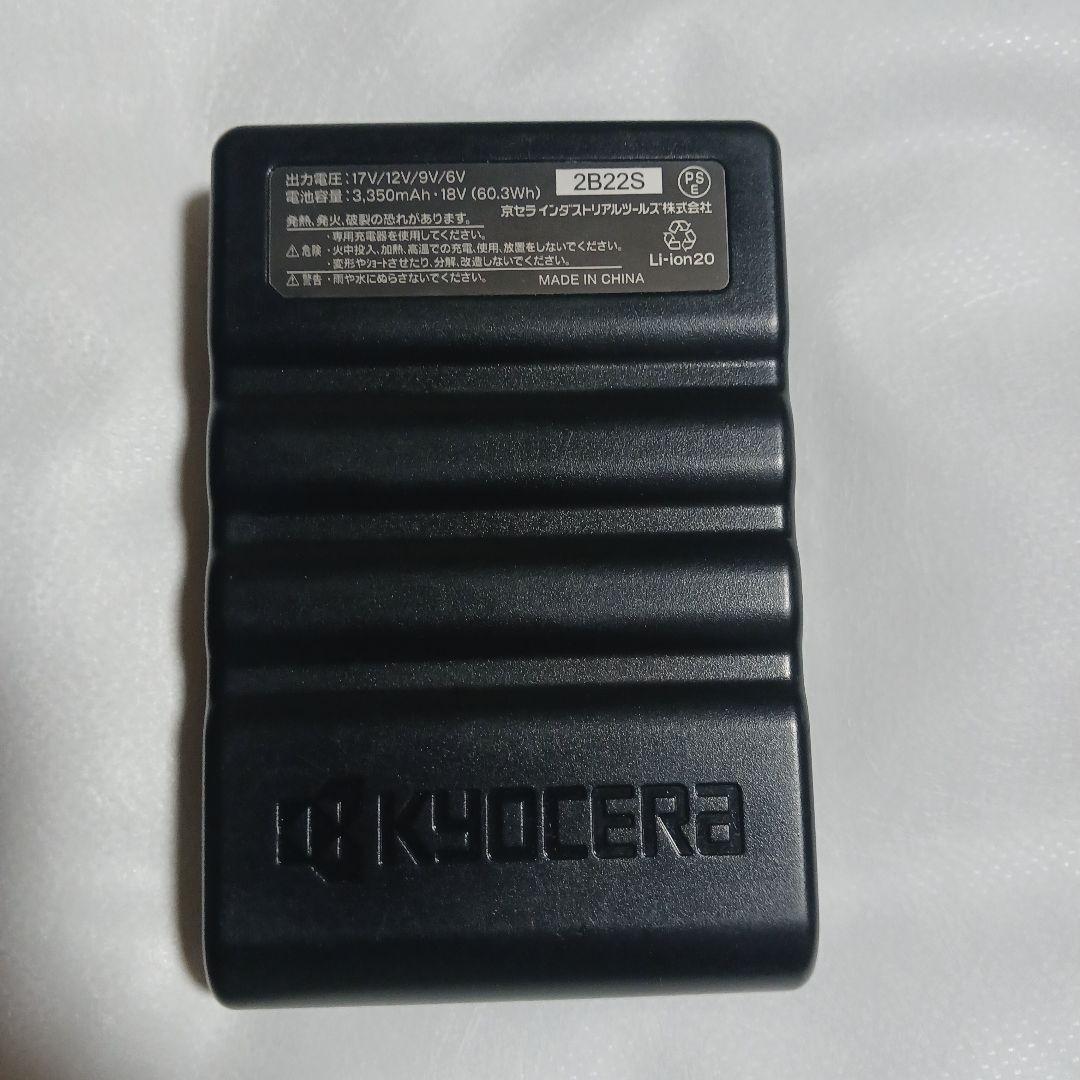 出力電圧:17V/12V/9V/6V
電池容量:3,350mAh・18V (60.3Wh)
2B22S
PS
E
京セラ インダストリアルツールズ株式会社
発熱、発火、破裂の恐れがあります。
・専用充電器を使用してください。
⚠危険・火中投入、加熱、高温での充電、使用、放置をしないでください。
・変形やショートさせたり、分解、改造しないでください。
⚠警告・雨や水にぬらさないでください。
Li-ion20
MADE IN CHINA
KYOCERA